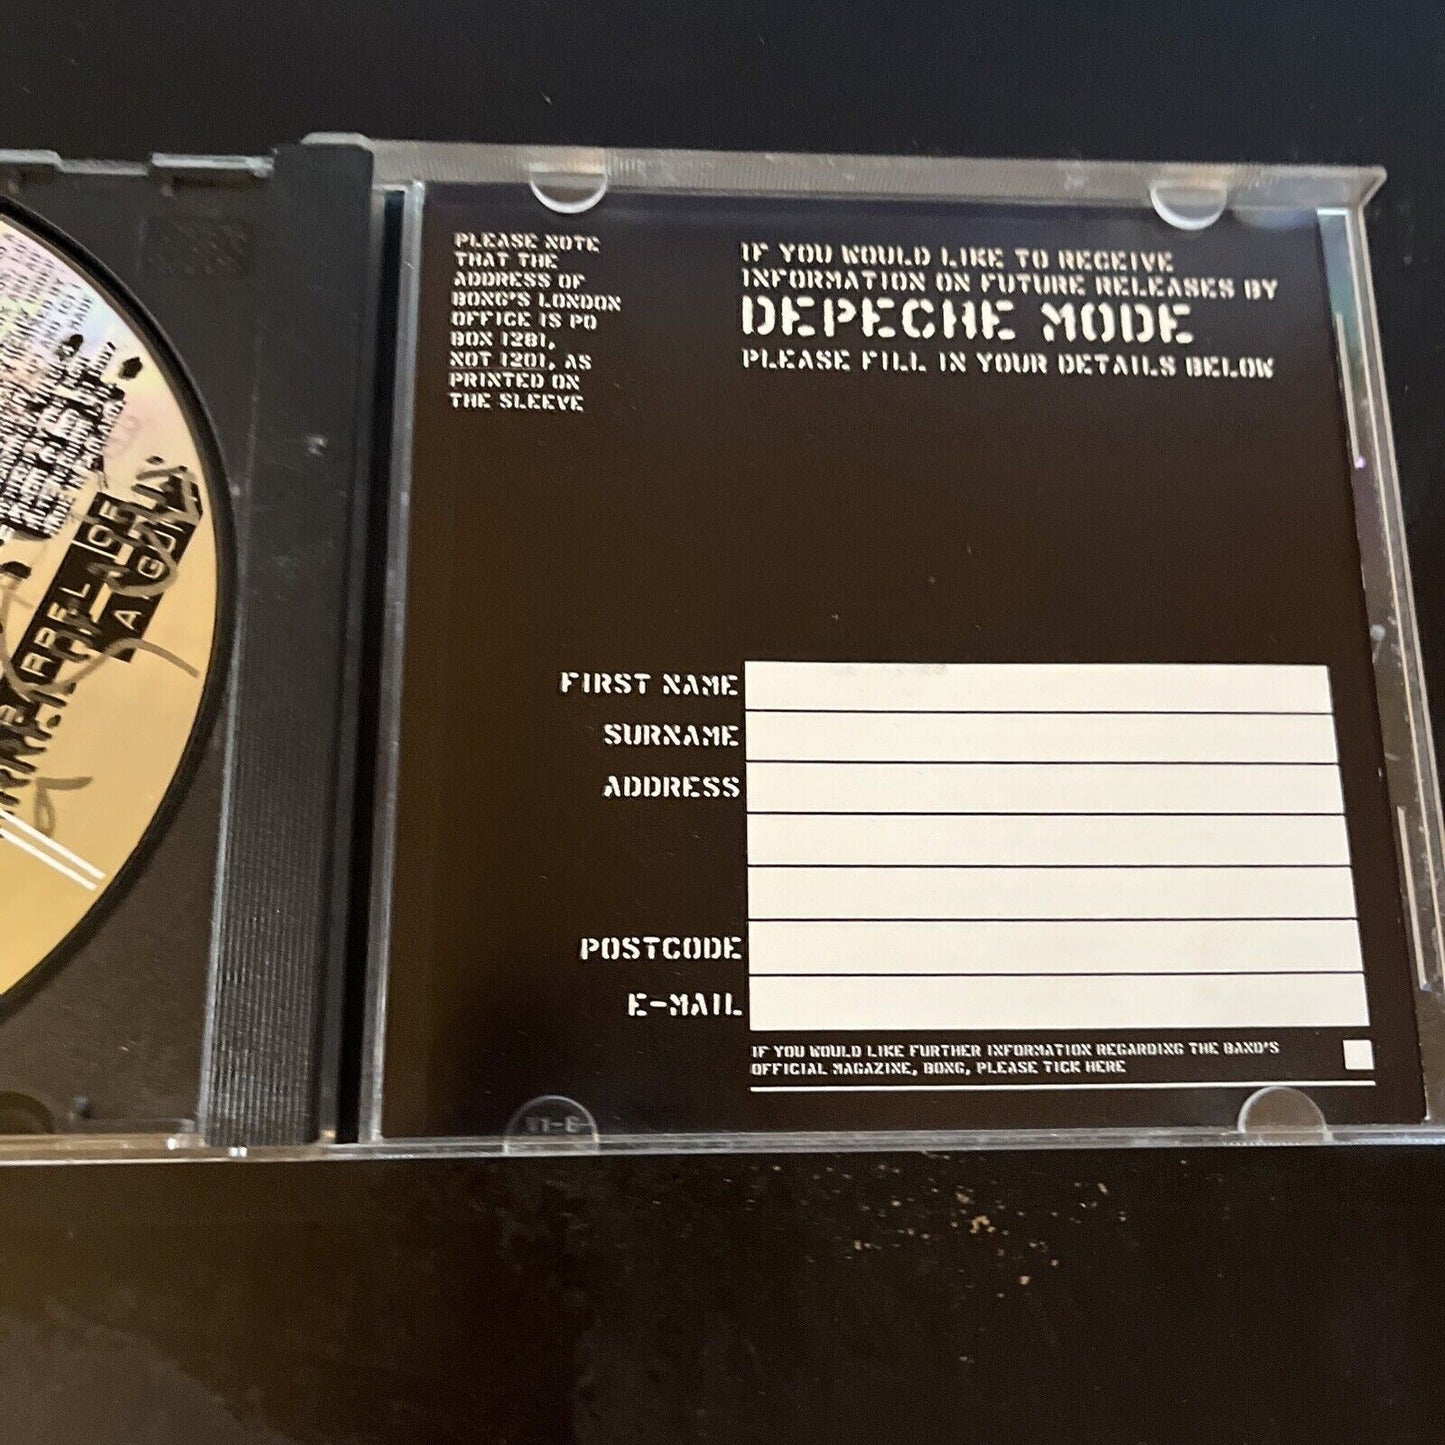 PLEASE NOTE
THAT THE
ADDRESS OF
BONG'S LONDON
OFFICE IS PO
BOX 1281,
NOT 1201, AS
PRINTED ON
THE SLEEVE
IF YOU WOULD LIKE TO RECEIVE
INFORMATION ON FUTURE RELEASES BY
DEPECHE MODE
PLEASE FILL IN YOUR DETAILS BELOW
FIRST NAME
SURNAME
ADDRESS
POSTCODE
E-MAIL
IF YOU WOULD LIKE FURTHER INFORMATION REGARDING THE BAND'S
OFFICIAL MAGAZINE, BONG, PLEASE TICK HERE
BARREL OF
A GUN